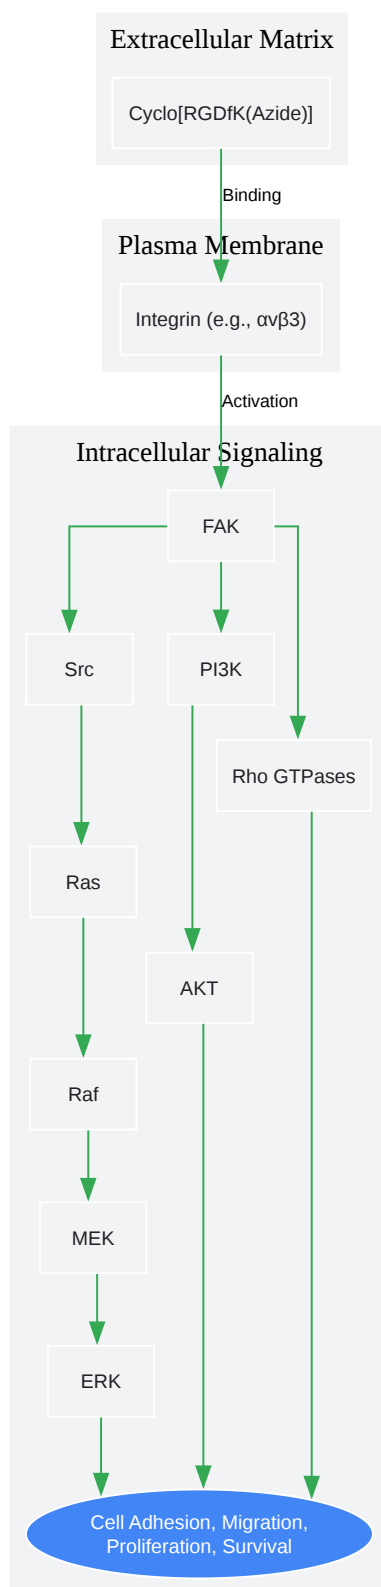 Extracellular Matrix
Cyclo[RGDfK(Azide)]
Binding
Plasma Membrane
Integrin (e.g., αvβ3)
Activation
Intracellular Signaling
FAK
Src
PI3K
Rho GTPases
Ras
AKT
Raf
MEK
ERK
Cell Adhesion, Migration,
Proliferation, Survival